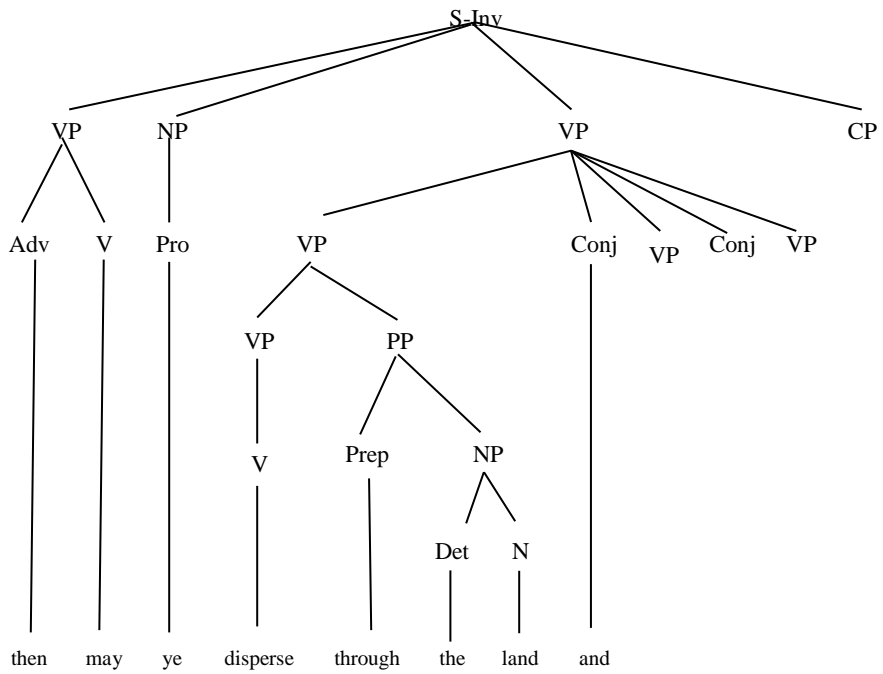 S-Inv
VP NP VP CP
Adv V Pro VP Conj VP Conj VP
VP PP
V Prep NP
Det N
then may ye disperse through the land and